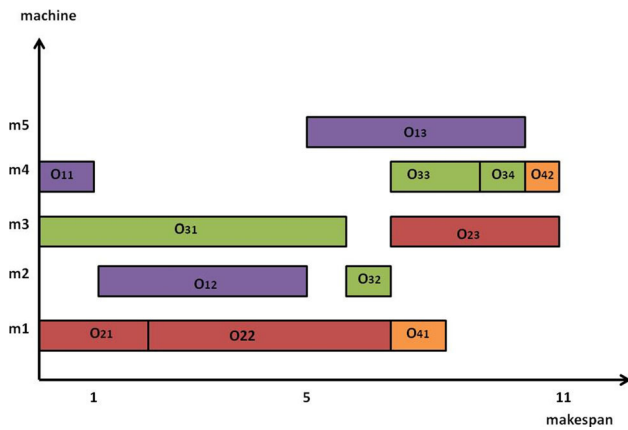 machine
m5
O13
m4
O11
O33
O34
O42
m3
O31
O23
m2
O12
O32
m1
O21
O22
O41
1
5
11
makespan